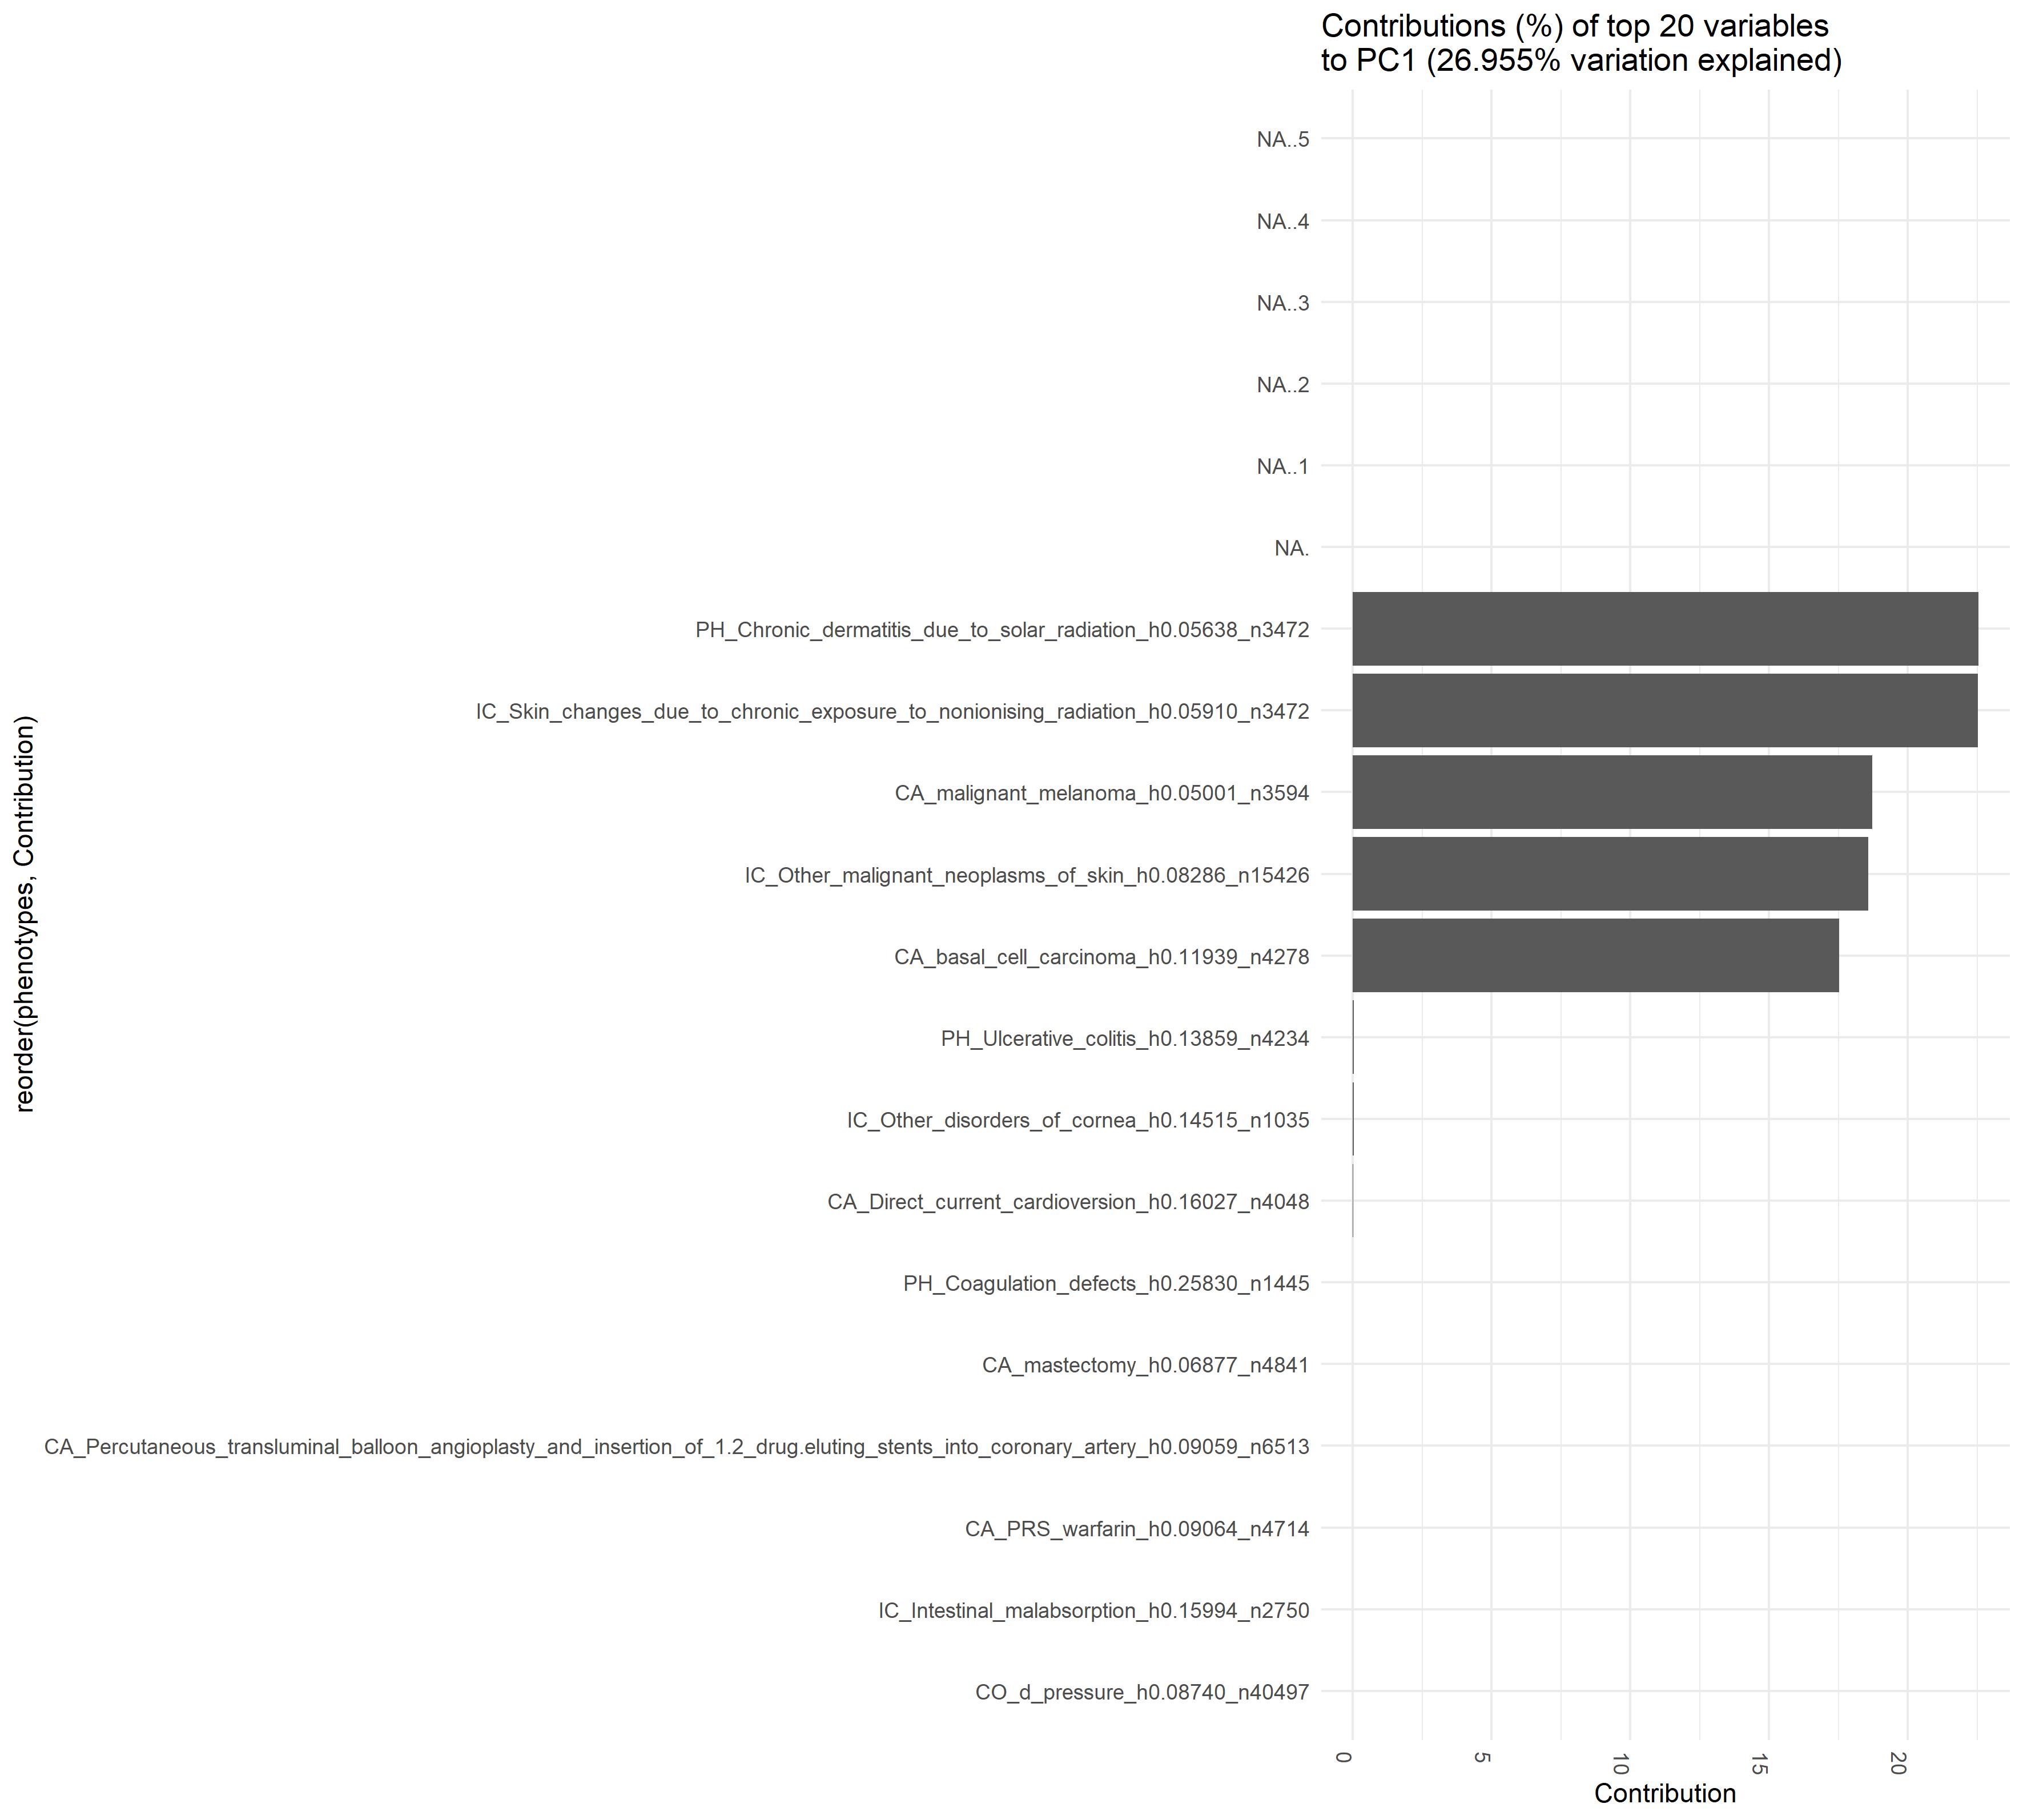 Contributions (%) of top 20 variables
to PC1 (26.955% variation explained)
NA..5
NA..4
NA..3
NA..2
NA..1
NA.
PH_Chronic_dermatitis_due_to_solar_radiation_h0.05638_n3472
IC_Skin_changes_due_to_chronic_exposure_to_nonionising_radiation_h0.05910_n3472
CA_malignant_melanoma_h0.05001_n3594
IC_Other_malignant_neoplasms_of_skin_h0.08286_n15426
CA_basal_cell_carcinoma_h0.11939_n4278
PH_Ulcerative_colitis_h0.13859_n4234
IC_Other_disorders_of_cornea_h0.14515_n1035
CA_Direct_current_cardioversion_h0.16027_n4048
PH_Coagulation_defects_h0.25830_n1445
CA_mastectomy_h0.06877_n4841
CA_Percutaneous_transluminal_balloon_angioplasty_and_insertion_of_1.2_drug.eluting_stents_into_coronary_artery_h0.09059_n6513
CA_PRS_warfarin_h0.09064_n4714
IC_Intestinal_malabsorption_h0.15994_n2750
CO_d_pressure_h0.08740_n40497
reorder(phenotypes, Contribution)
0 5 10 15 20
Contribution